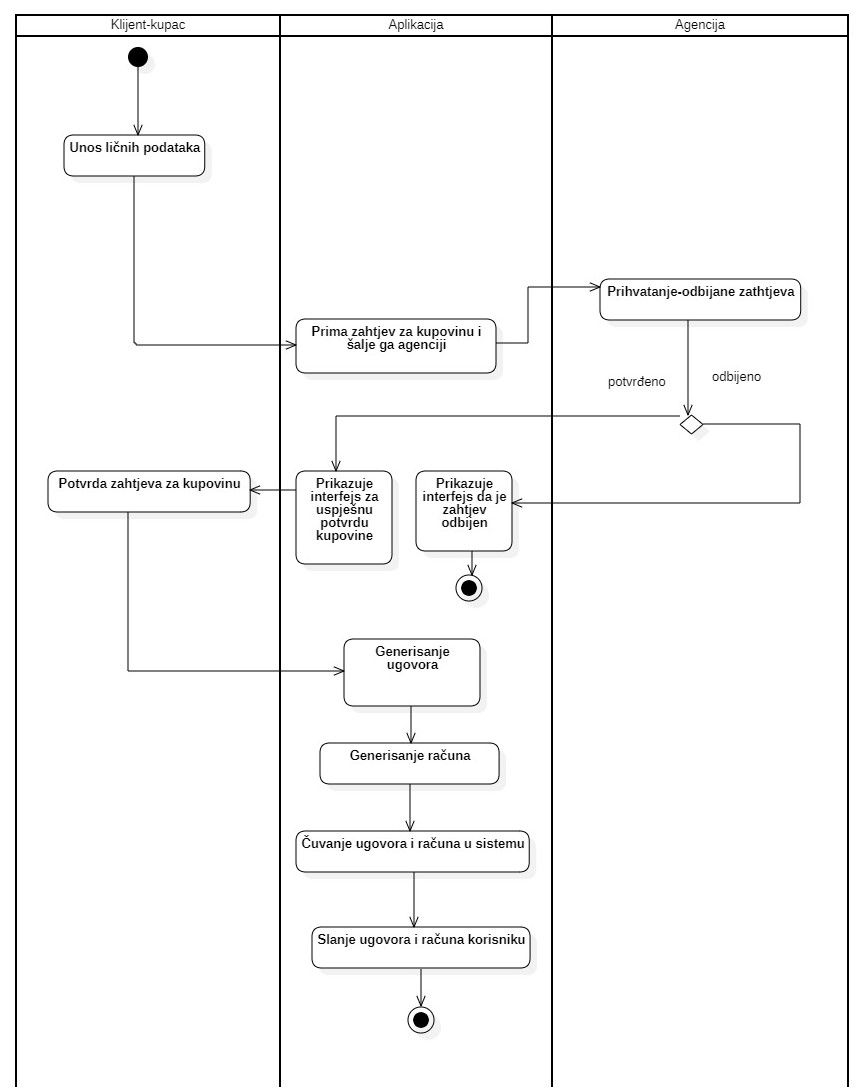 Klijent-kupac
Aplikacija
Agencija
Unos ličnih podataka
Prihvatanje-odbijane zathtjeva
Prima zahtjev za kupovinu i
šalje ga agenciji
potvrđeno
odbijeno
Potvrda zahtjeva za kupovinu
Prikazuje
interfejs za
uspješnu
potvrdu
kupovine
Prikazuje
interfejs da je
zahtjev
odbijen
Generisanje
ugovora
Generisanje računa
Čuvanje ugovora i računa u sistemu
Slanje ugovora i računa korisniku